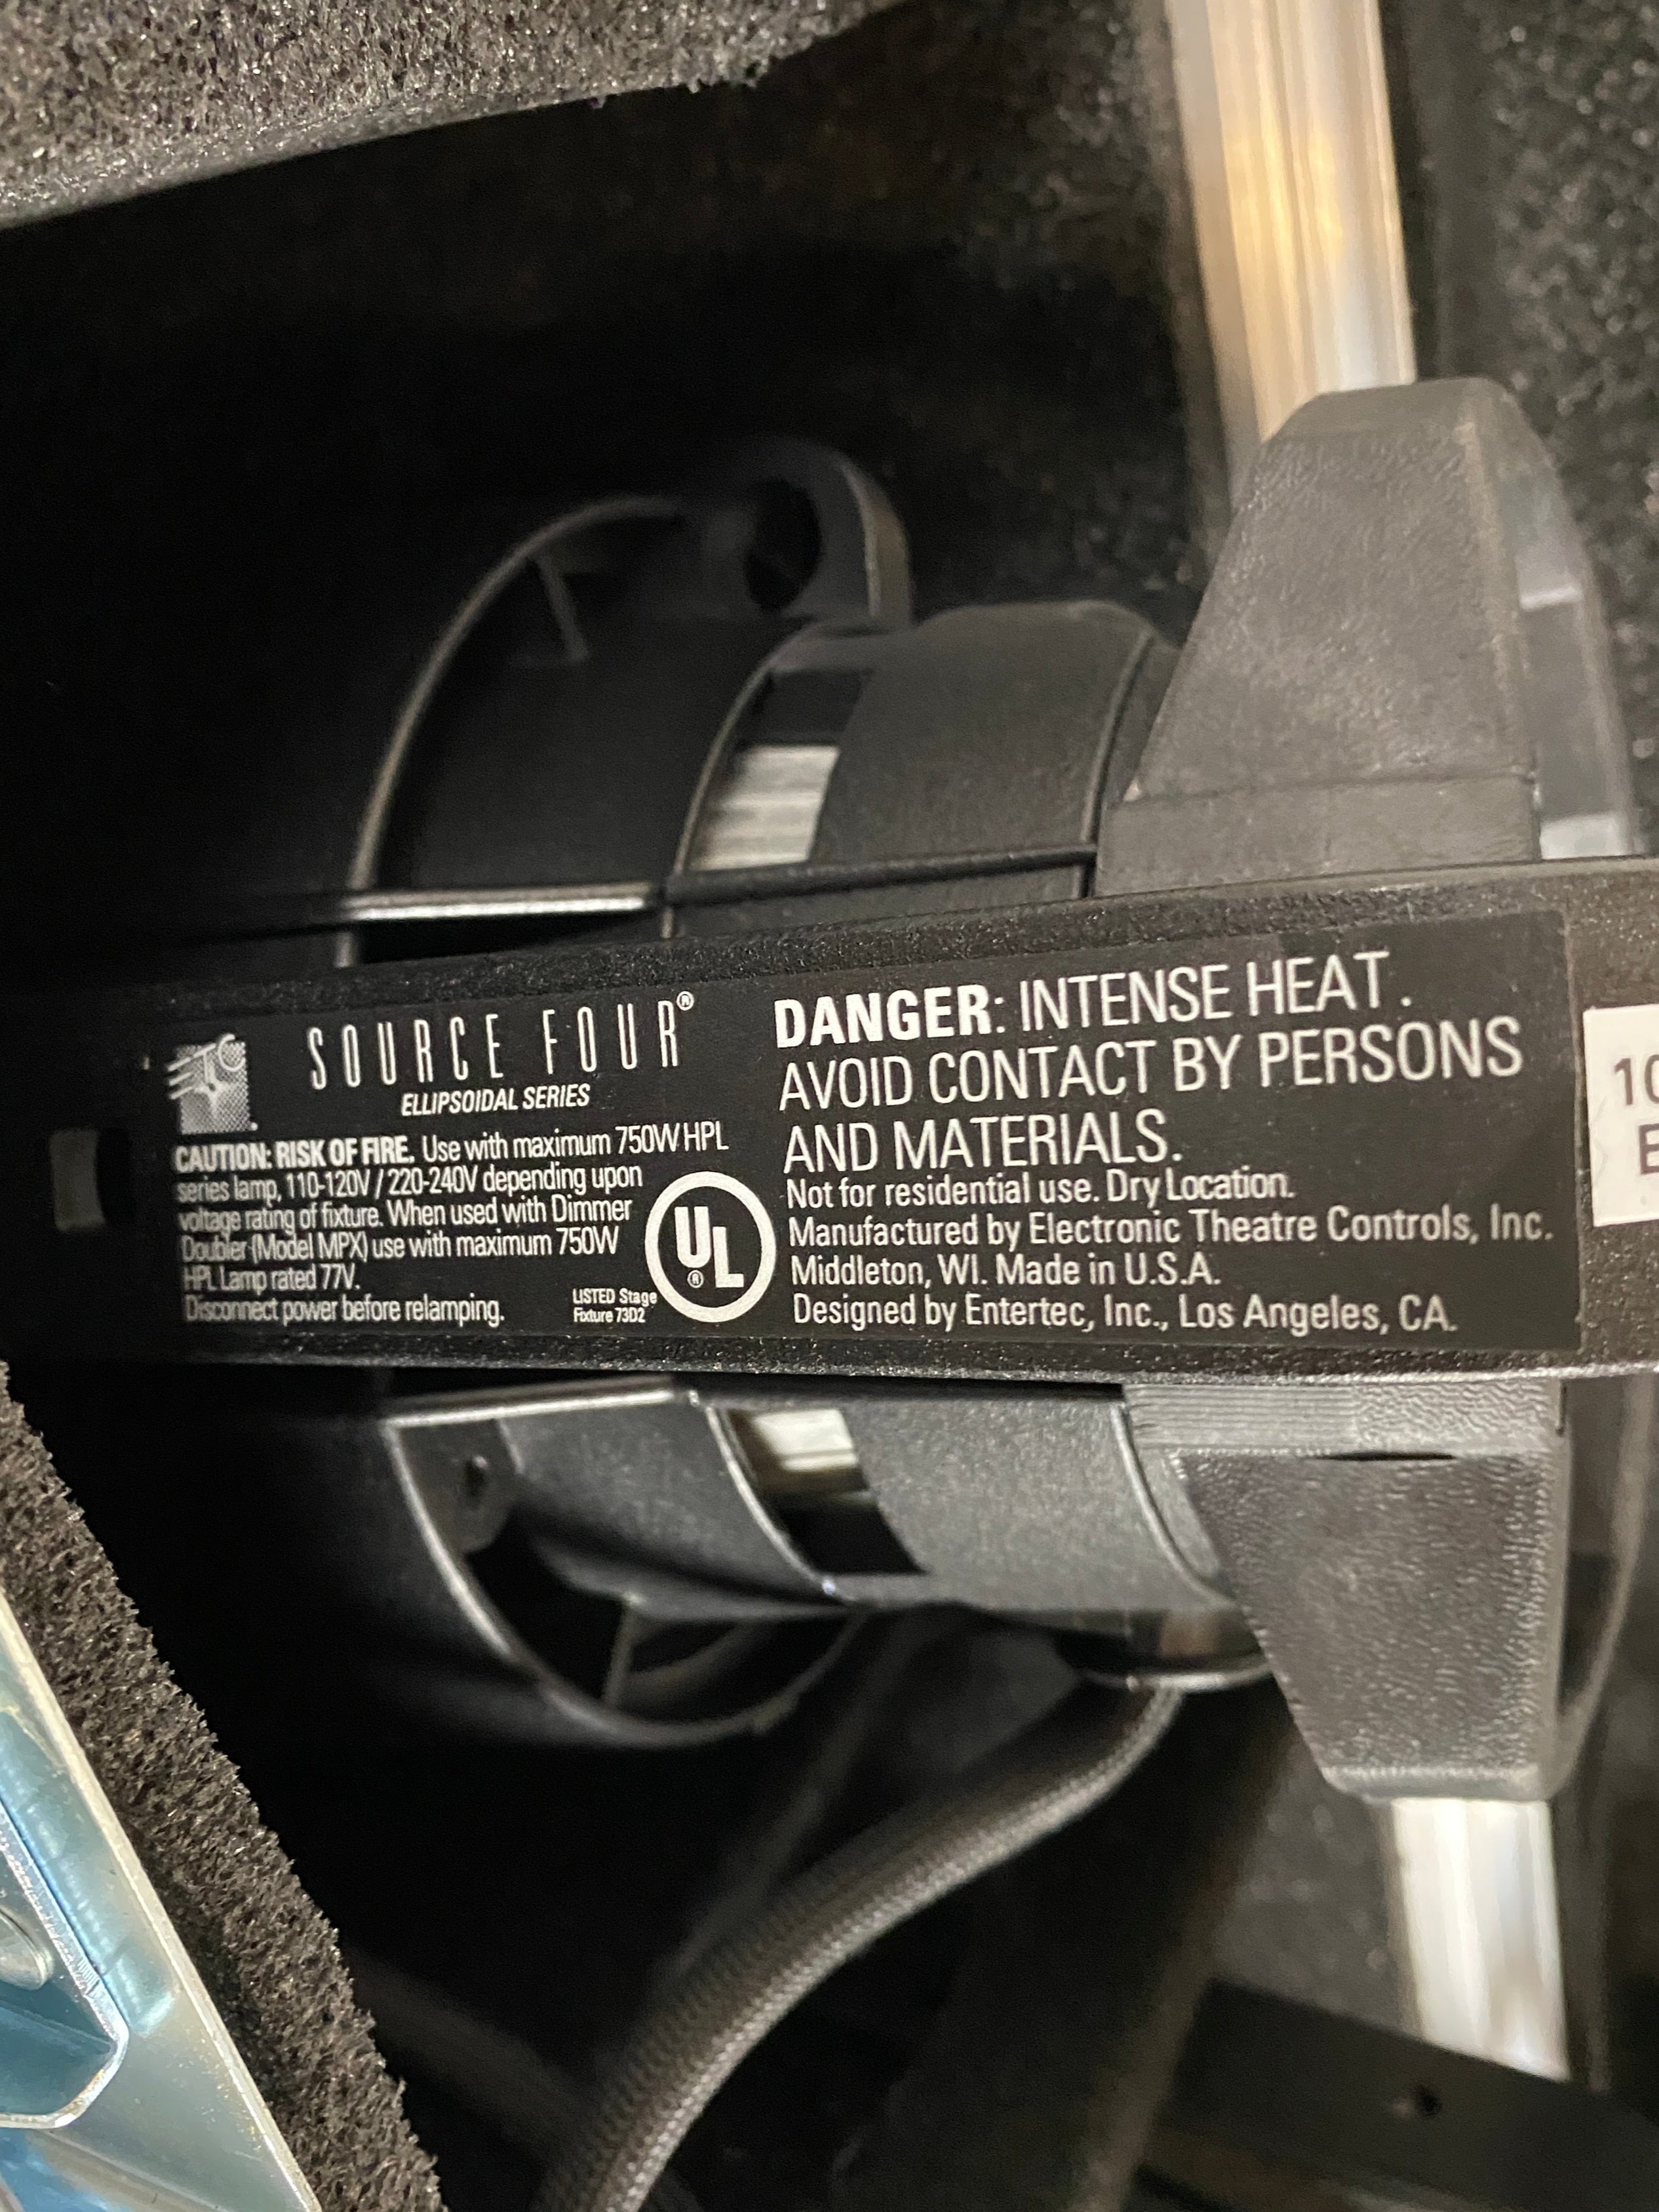 ETC
SOURCE FOUR®
ELLIPSOIDAL SERIES
CAUTION: RISK OF FIRE. Use with maximum 750W HPL
series lamp, 110-120V / 220-240V depending upon
voltage rating of fixture. When used with Dimmer
Doubler (Model MPX) use with maximum 750W
HPL Lamp rated 77V.
Disconnect power before relamping.
LISTED Stage
Fixture 73D2
UL
®
DANGER: INTENSE HEAT.
AVOID CONTACT BY PERSONS
AND MATERIALS.
Not for residential use. Dry Location.
Manufactured by Electronic Theatre Controls, Inc.
Middleton, WI. Made in U.S.A.
Designed by Entertec, Inc., Los Angeles, CA.
10